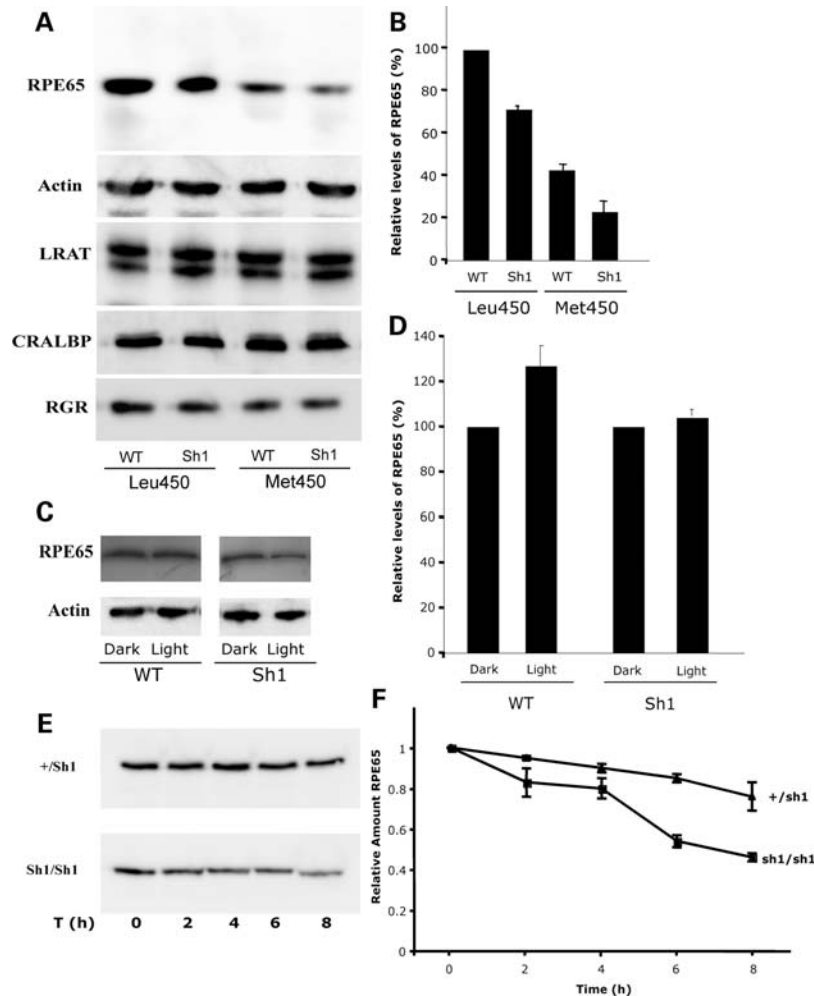 A
RPE65
Actin
LRAT
CRALBP
RGR
WT Sh1 WT Sh1
Leu450 Met450
B
Relative levels of RPE65 (%)
100
80
60
40
20
0
WT Sh1 WT Sh1
Leu450 Met450
C
RPE65
Actin
Dark Light Dark Light
WT Sh1
D
Relative levels of RPE65 (%)
140
120
100
80
60
40
20
0
Dark Light Dark Light
WT Sh1
E
+/Sh1
Sh1/Sh1
T (h) 0 2 4 6 8
F
Relative Amount RPE65
1
0.8
0.6
0.4
0.2
0
+/sh1
sh1/sh1
0 2 4 6 8
Time (h)